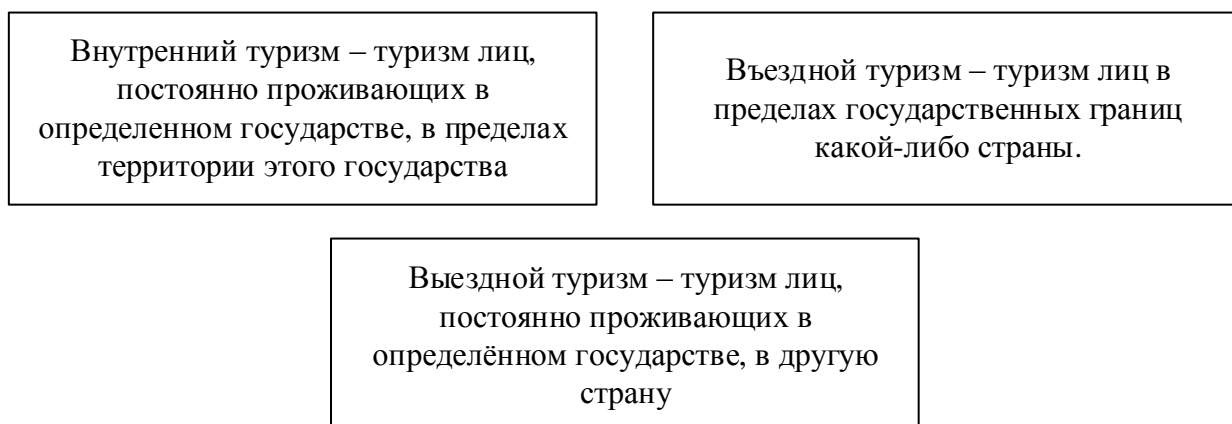 Внутренний туризм – туризм лиц,
постоянно проживающих в
определенном государстве, в пределах
территории этого государства
Въездной туризм – туризм лиц в
пределах государственных границ
какой-либо страны.
Выездной туризм – туризм лиц,
постоянно проживающих в
определённом государстве, в другую
страну